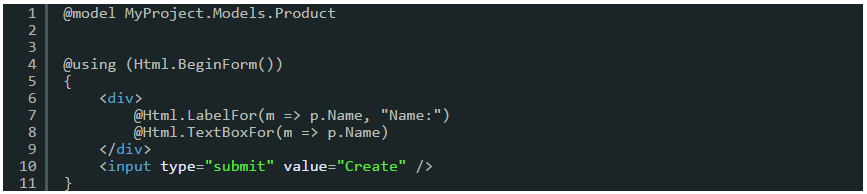 1 @model MyProject.Models.Product
2
3
4 @using (Html.BeginForm())
5 {
6     <div>
7         @Html.LabelFor(m => p.Name, "Name:")
8         @Html.TextBoxFor(m => p.Name)
9     </div>
10     <input type="submit" value="Create" />
11 }